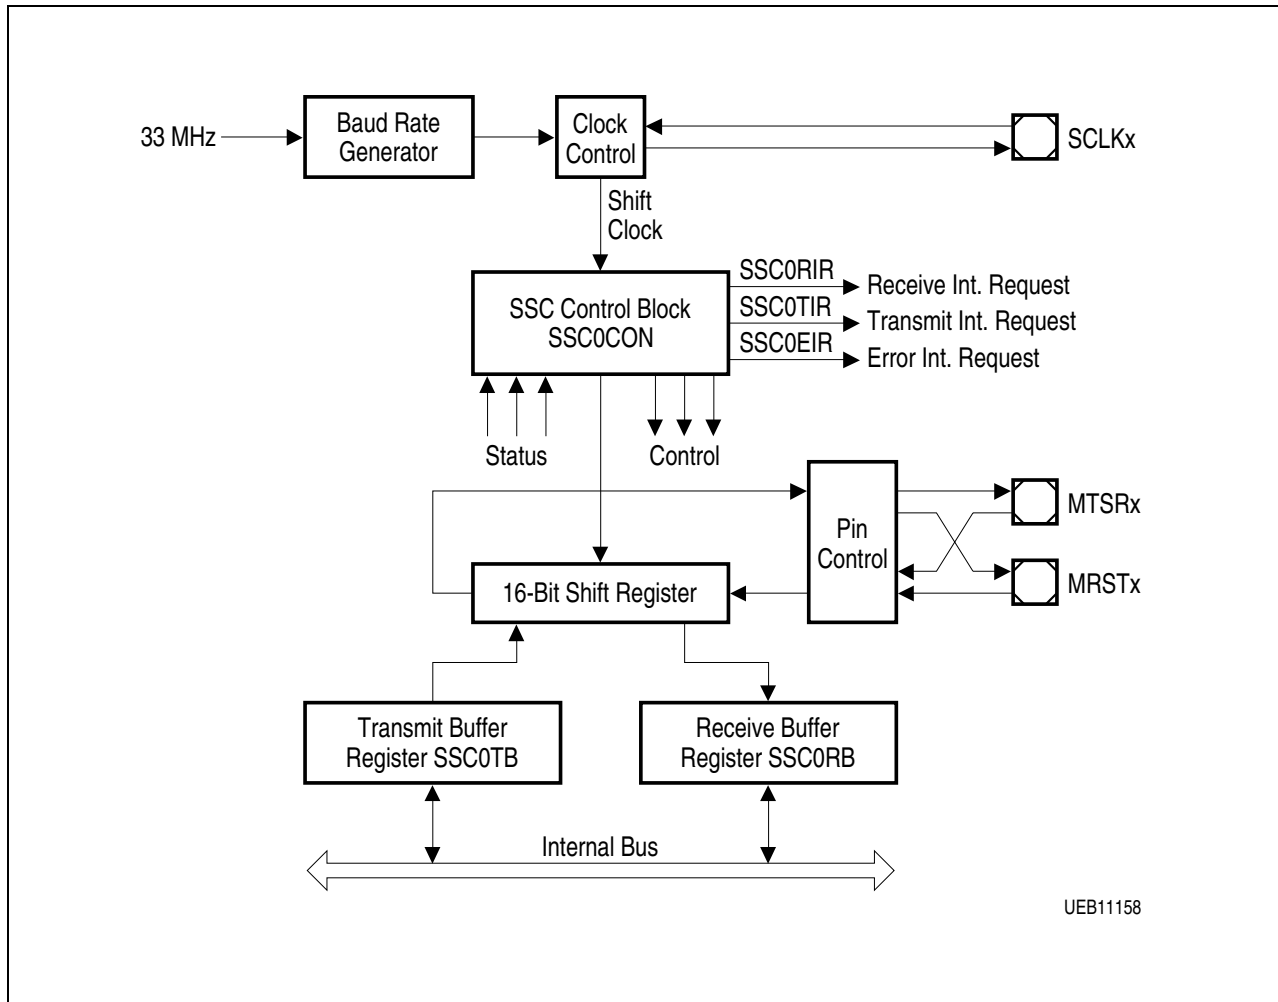 33 MHz
Baud Rate
Generator
Clock
Control
SCLKx
Shift
Clock
SSC Control Block
SSC0CON
SSC0RIR
Receive Int. Request
SSC0TIR
Transmit Int. Request
SSC0EIR
Error Int. Request
Status
Control
Pin
Control
MTSRx
MRSTx
16-Bit Shift Register
Transmit Buffer
Register SSC0TB
Receive Buffer
Register SSC0RB
Internal Bus
UEB11158